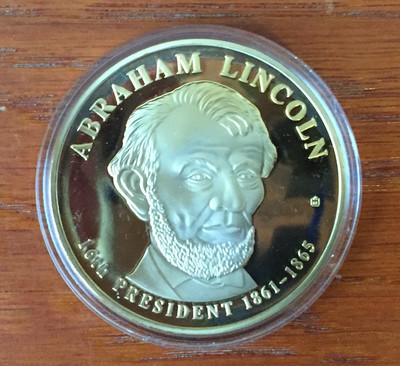 ABRAHAM LINCOLN
16th PRESIDENT 1861-1865